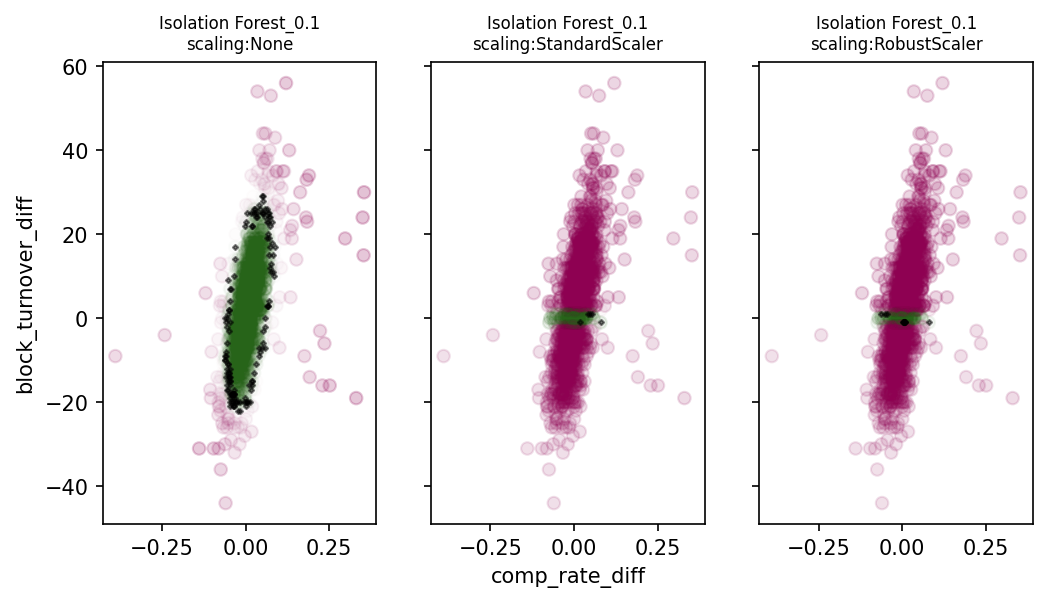 Isolation Forest_0.1
scaling:None
Isolation Forest_0.1
scaling:StandardScaler
Isolation Forest_0.1
scaling:RobustScaler
block_turnover_diff
60
40
20
0
−20
−40
−0.25 0.00 0.25
−0.25 0.00 0.25
−0.25 0.00 0.25
comp_rate_diff